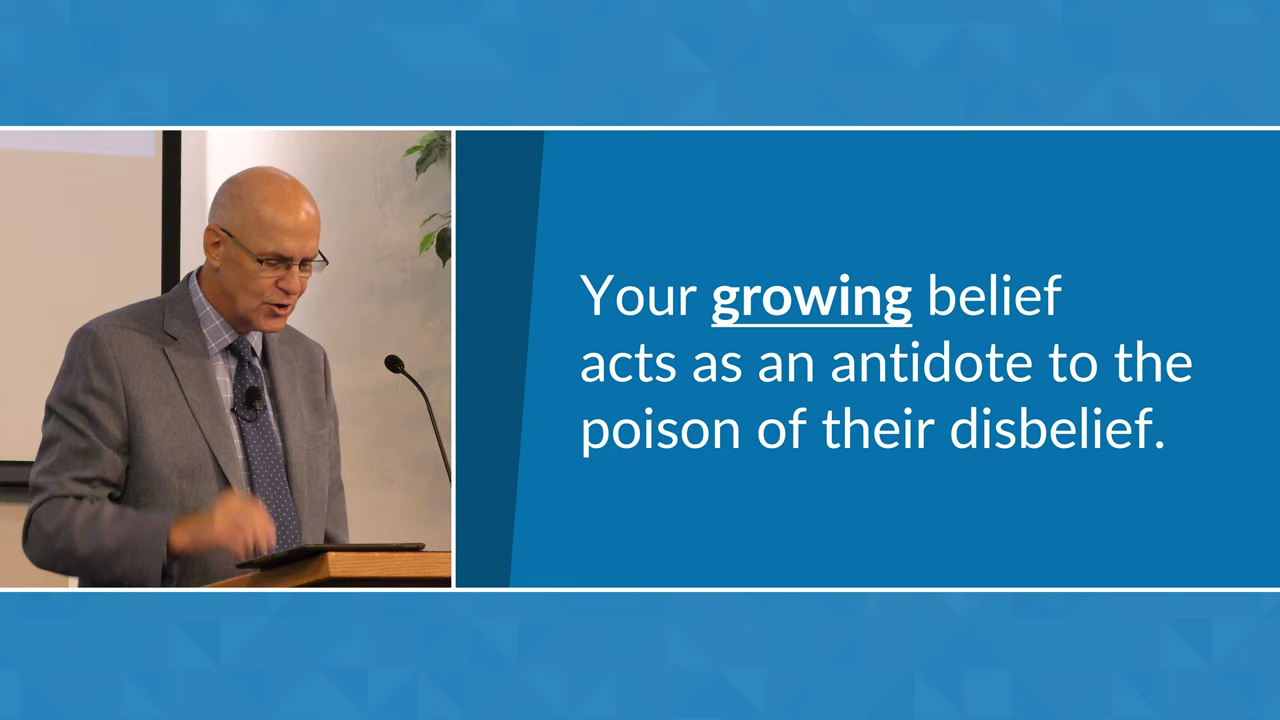 Your growing belief
acts as an antidote to the
poison of their disbelief.